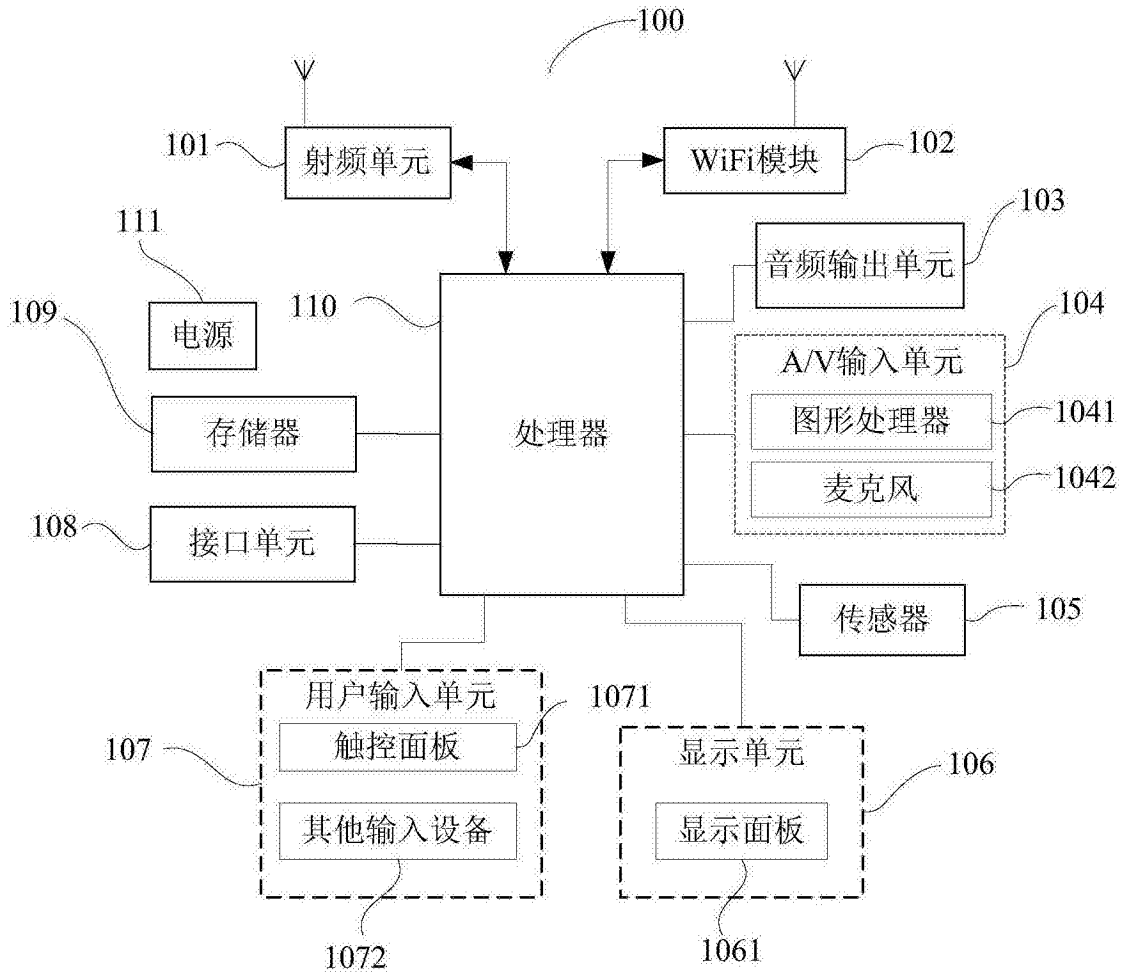 100
101
射频单元
WiFi模块
102
111
103
音频输出单元
109
电源
110
104
A/V输入单元
存储器
处理器
图形处理器
1041
麦克风
1042
108
接口单元
传感器
105
用户输入单元
1071
107
触控面板
显示单元
106
其他输入设备
显示面板
1072
1061